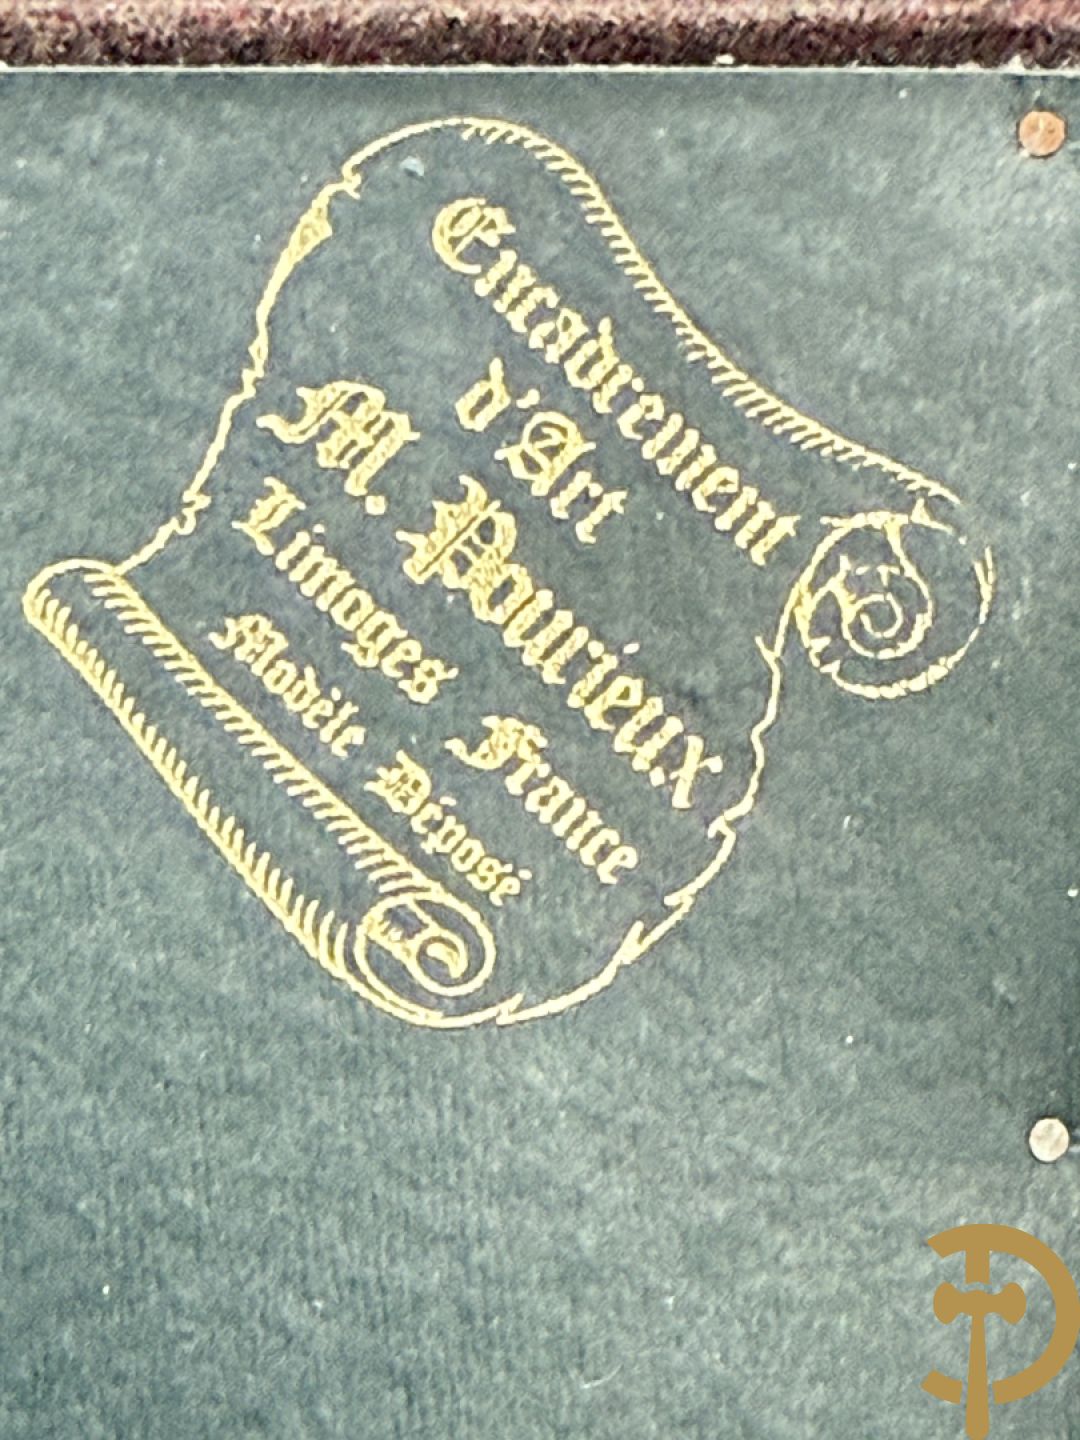 Encadrement
d'Art
M. Pourieux
Limoges France
Modèle Déposé